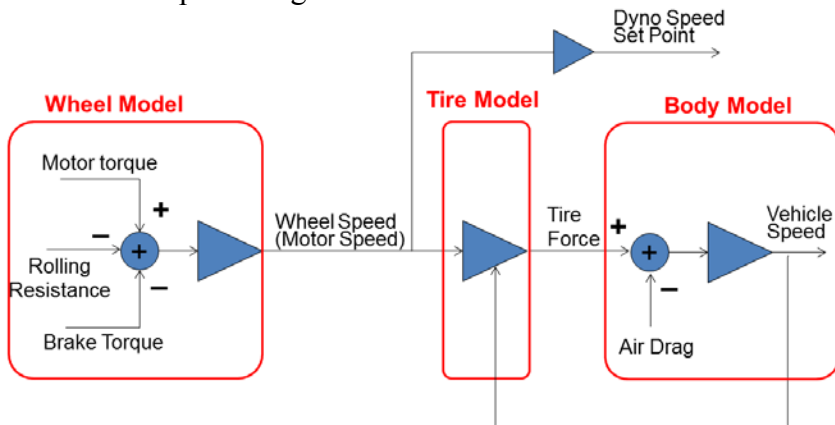 Dyno Speed
Set Point
Wheel Model
Tire Model
Body Model
Motor torque
+
−
+
Rolling
Resistance
−
Brake Torque
Wheel Speed
(Motor Speed)
Tire
Force
+
+
−
Air Drag
Vehicle
Speed